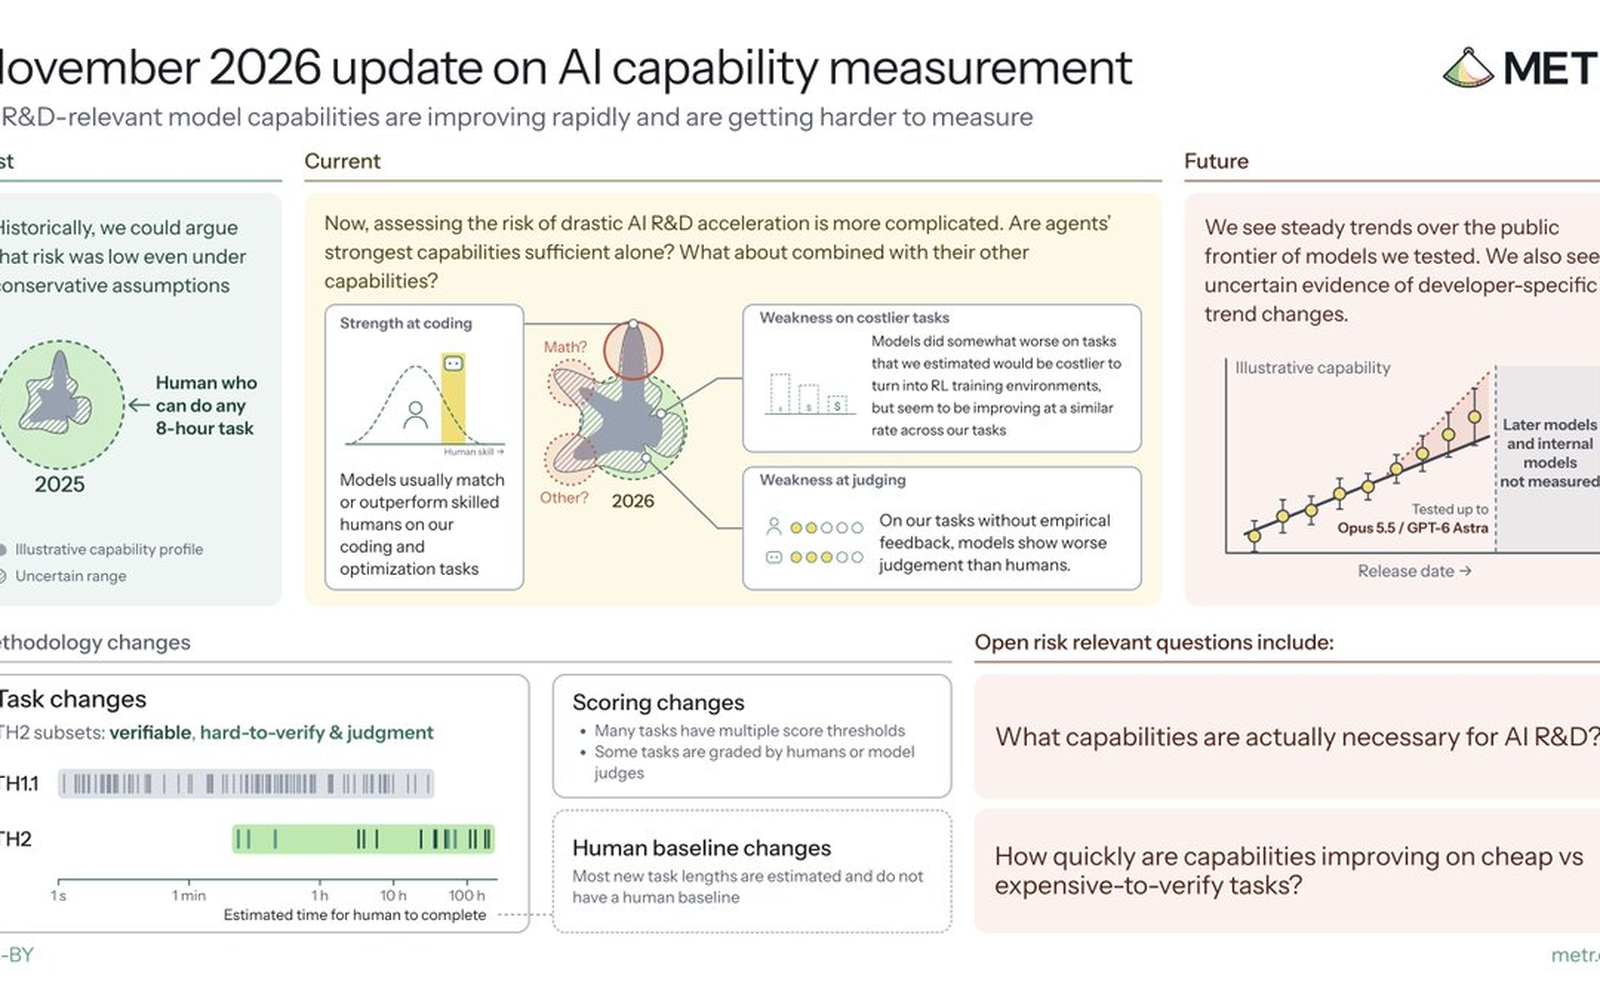 lovember 2026 update on AI capability measurement
MET
R&D-relevant model capabilities are improving rapidly and are getting harder to measure
st
Current
Future
Historically, we could argue
hat risk was low even under
conservative assumptions
Human who
can do any
8-hour task
2025
Illustrative capability profile
Uncertain range
Now, assessing the risk of drastic AI R&D acceleration is more complicated. Are agents'
strongest capabilities sufficient alone? What about combined with their other
capabilities?
Strength at coding
Human skill →
Models usually match
or outperform skilled
humans on our
coding and
optimization tasks
Math?
Other?
2026
Weakness on costlier tasks
$
$
Models did somewhat worse on tasks
that we estimated would be costlier to
turn into RL training environments,
but seem to be improving at a similar
rate across our tasks
Weakness at judging
On our tasks without empirical
feedback, models show worse
judgement than humans.
We see steady trends over the public
frontier of models we tested. We also see
uncertain evidence of developer-specific
trend changes.
Illustrative capability
Later models
and internal
models
not measured
Tested up to
Opus 5.5 / GPT-6 Astra
Release date →
ethodology changes
Task changes
TH2 subsets: verifiable, hard-to-verify & judgment
TH1.1
TH2
1 s 1 min 1 h 10 h 100 h
Estimated time for human to complete
Scoring changes
• Many tasks have multiple score thresholds
• Some tasks are graded by humans or model
judges
Human baseline changes
Most new task lengths are estimated and do not
have a human baseline
Open risk relevant questions include:
What capabilities are actually necessary for AI R&D?
How quickly are capabilities improving on cheap vs
expensive-to-verify tasks?
-BY
metr.